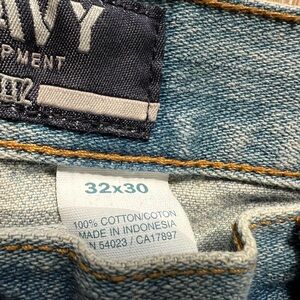 AVY
PMENT
32x30
100% COTTON/COTON
MADE IN INDONESIA
N 54023 / CA17897